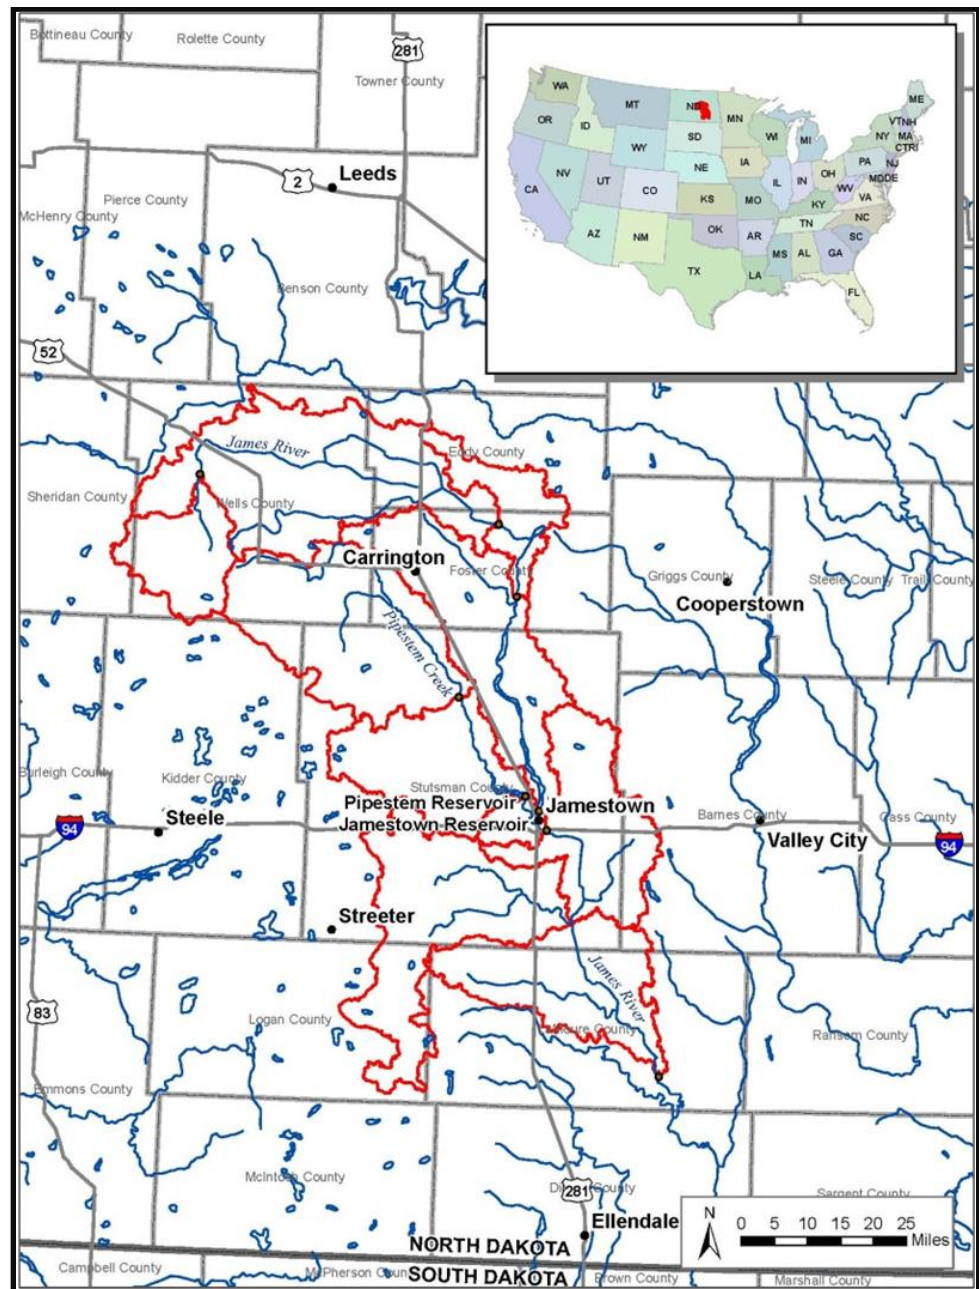 Bottineau County
Rolette County
281
Towner County
2
Leeds
Pierce County
McHenry County
Benson County
52
WA
MT
ND
MN
ME
OR
ID
SD
WI
MI
VT
NH
NY
MA
CT
RI
WY
IA
NE
PA
NJ
NV
UT
CO
IL
IN
OH
MD
DE
WV
VA
CA
KS
MO
KY
NC
TN
AZ
NM
OK
AR
SC
MS
AL
GA
TX
LA
FL
James River
Eddy County
Sheridan County
Wells County
Carrington
Foster County
Griggs County
Steele County
Traill County
Cooperstown
Pipestem Creek
Burleigh County
Kidder County
Stutsman County
Pipestem Reservoir
Jamestown
Jamestown Reservoir
Barnes County
Cass County
94
Steele
Valley City
94
Streeter
83
James River
Logan County
Ransom County
Emmons County
McIntosh County
281
Sargent County
Ellendale
N
0 5 10 15 20 25
Miles
NORTH DAKOTA
SOUTH DAKOTA
Campbell County
McPherson County
Brown County
Marshall County